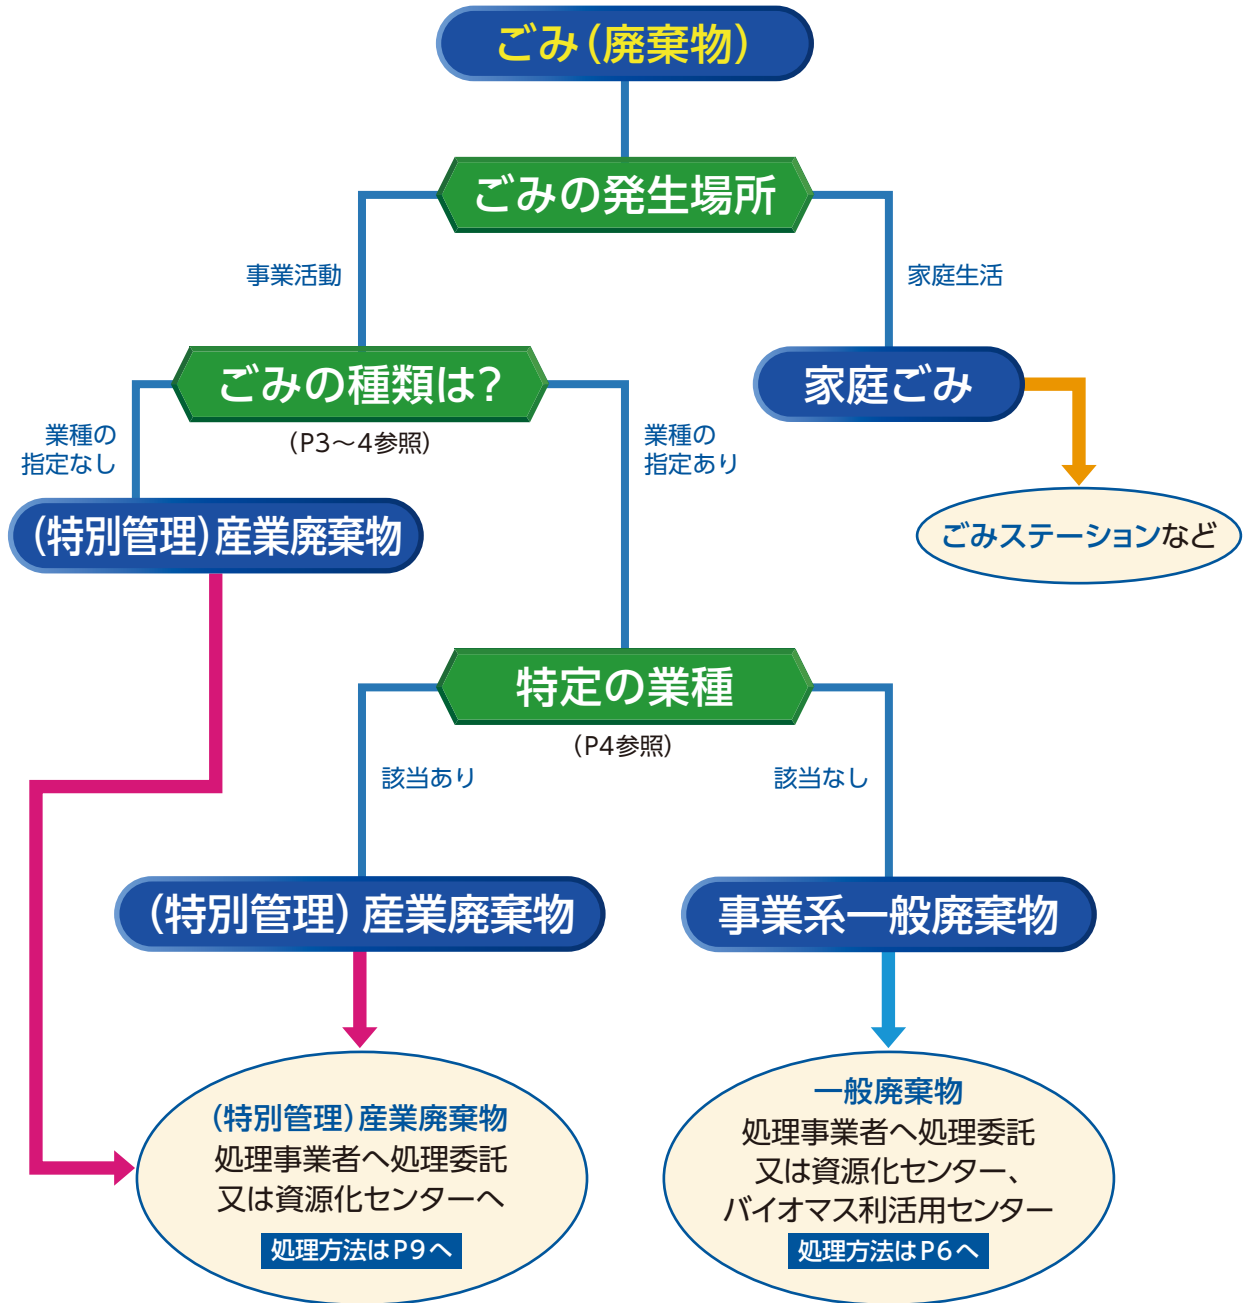 ごみ(廃棄物)
ごみの発生場所
事業活動
家庭生活
ごみの種類は?
(P3~4参照)
家庭ごみ
業種の
指定なし
業種の
指定あり
(特別管理)産業廃棄物
ごみステーションなど
特定の業種
(P4参照)
該当あり
該当なし
(特別管理)産業廃棄物
事業系一般廃棄物
(特別管理)産業廃棄物
処理事業者へ処理委託
又は資源化センターへ
処理方法はP9へ
一般廃棄物
処理事業者へ処理委託
又は資源化センター、
バイオマス利活用センター
処理方法はP6へ